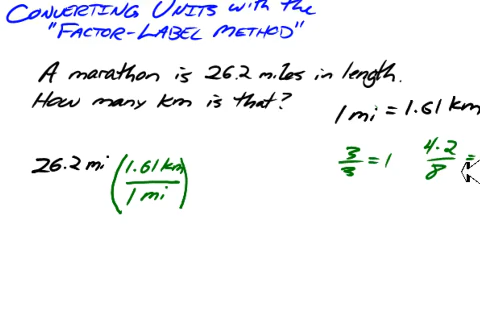 CONVERTING UNITS with the
"FACTOR-LABEL METHOD"
A marathon is 26.2 miles in length.
How many km is that?
1 mi = 1.61 km
26.2 mi (1.61 km / 1 mi)
3/3 = 1
4·2/8 =